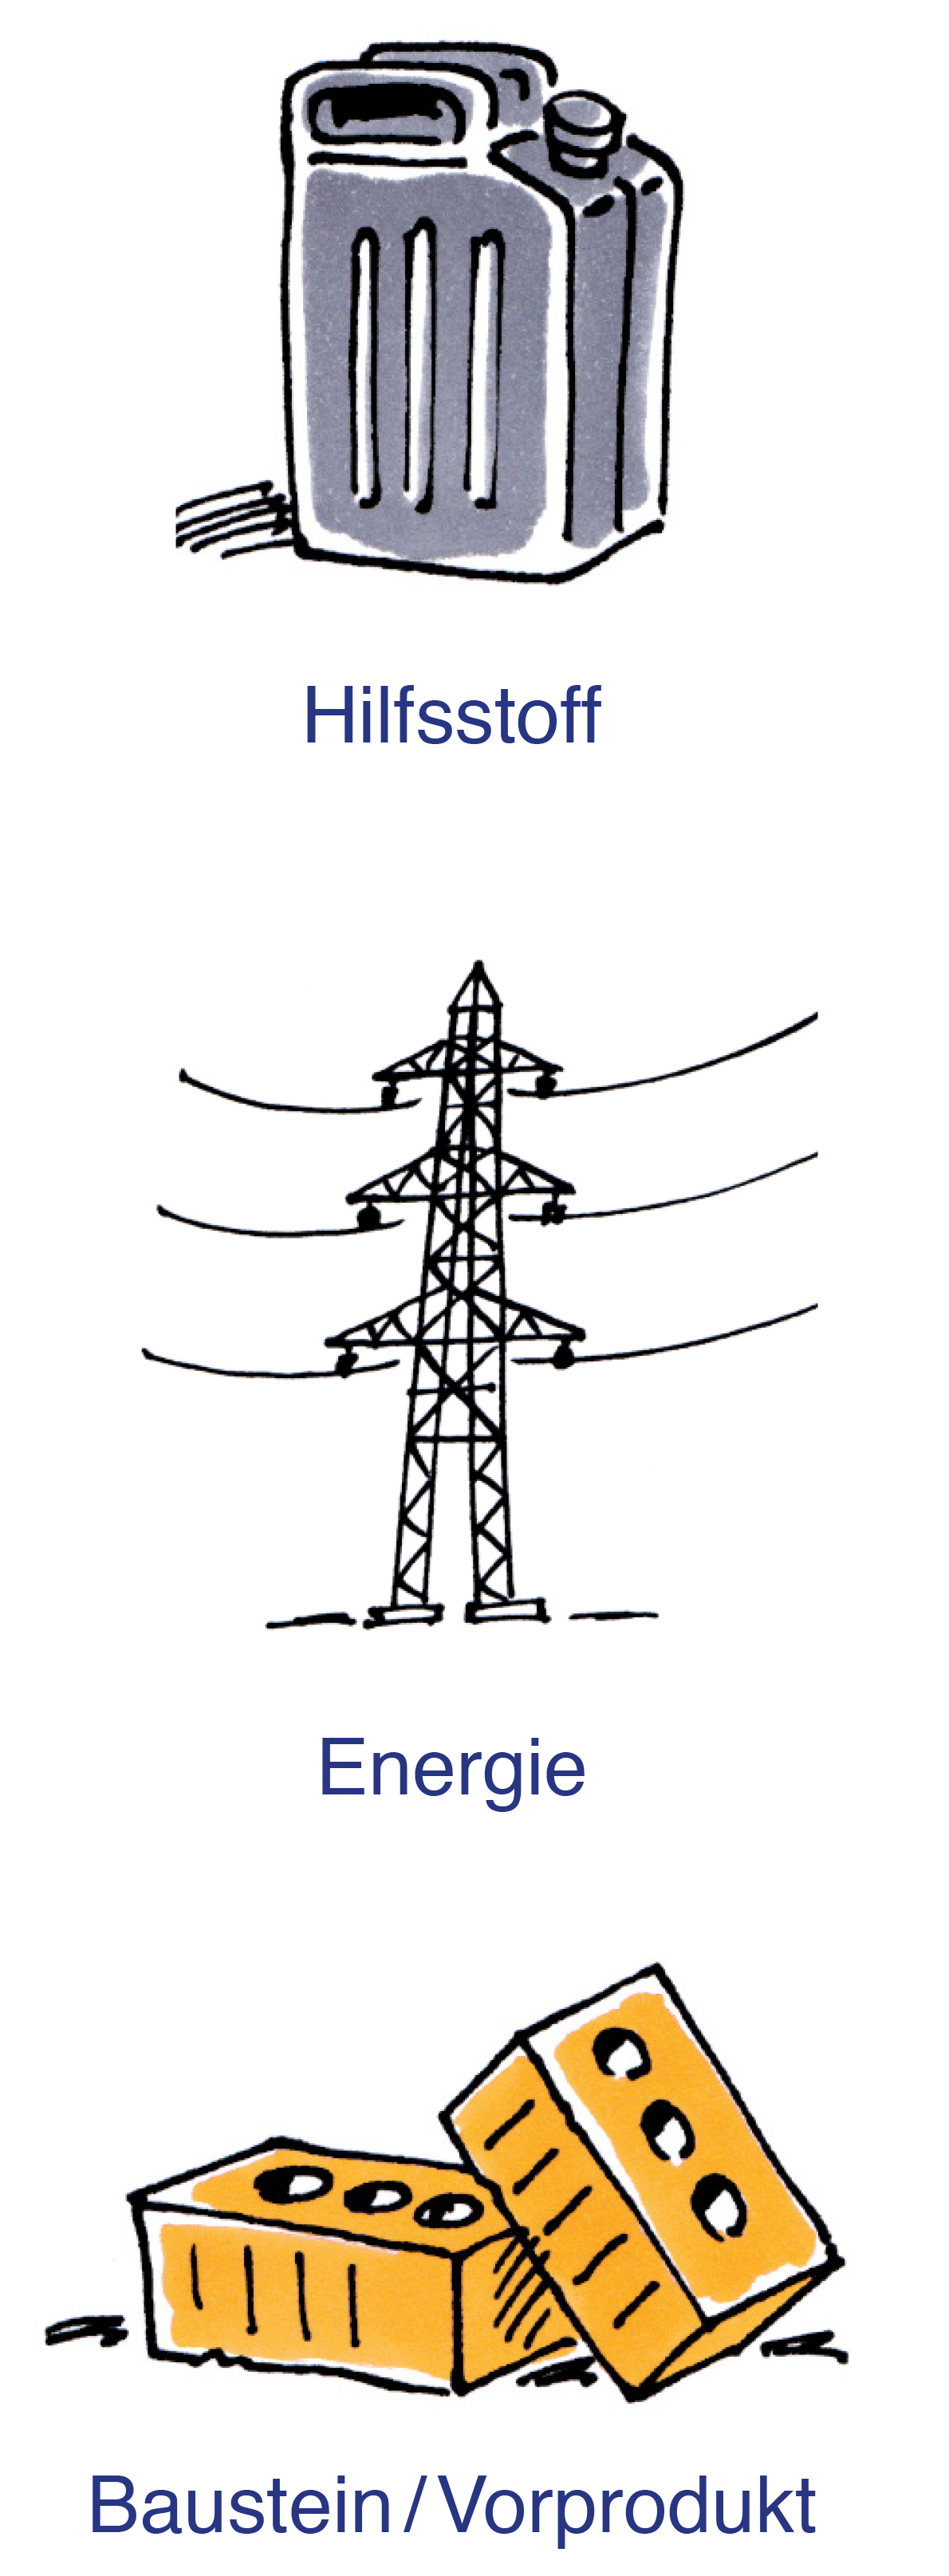 Hilfsstoff
Energie
Baustein / Vorprodukt